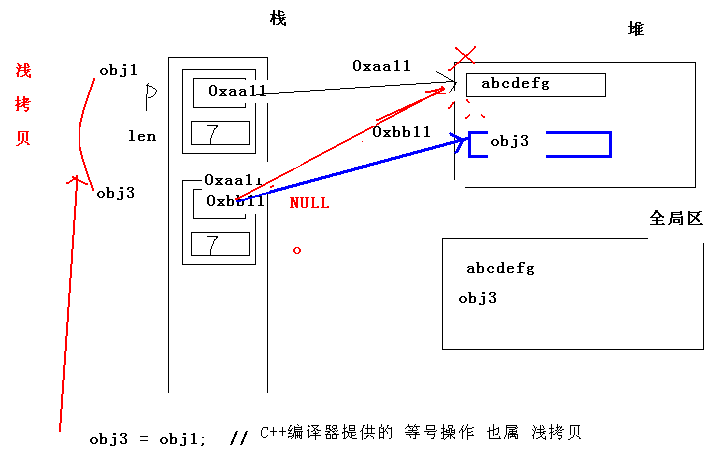 栈
堆
浅
拷
贝
obj1
p
0xaa11
0xaa11
abcdefg
len
7
0xbb11
obj3
obj3
0xaa11
0xbb11
NULL
7
o
全局区
abcdefg
obj3
obj3 = obj1; // C++编译器提供的 等号操作 也属 浅拷贝